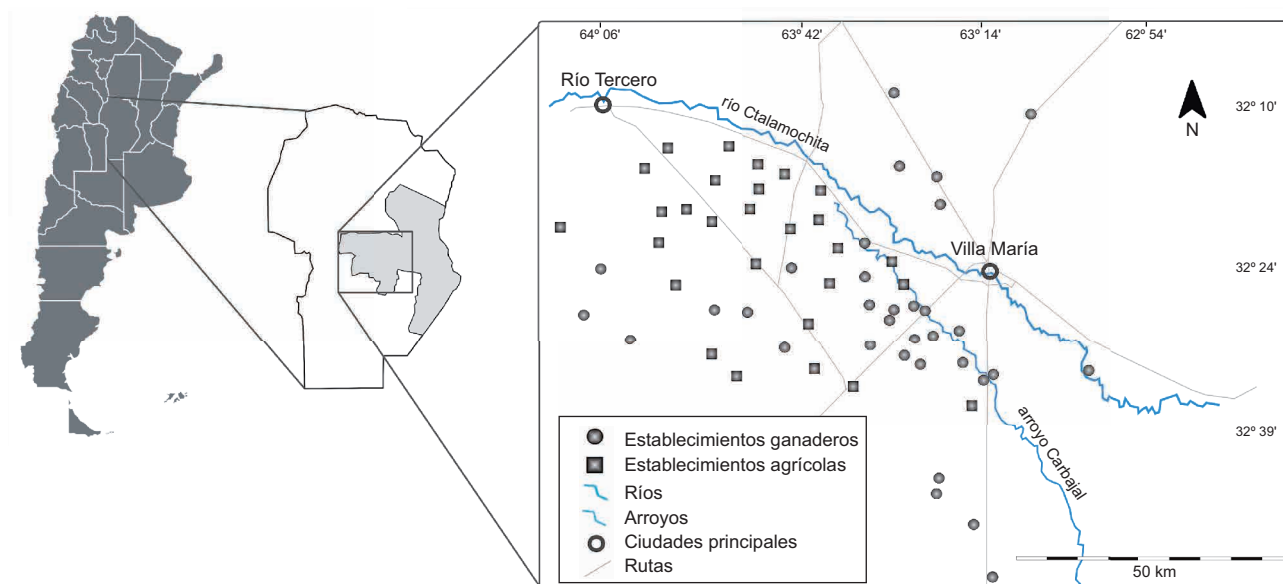 64º 06'
63º 42'
63º 14'
62º 54'
Río Tercero
río Ctalamochita
32º 10'
N
Villa María
32º 24'
32º 39'
arroyo Carbajal
Establecimientos ganaderos
Establecimientos agrícolas
Ríos
Arroyos
Ciudades principales
Rutas
50 km